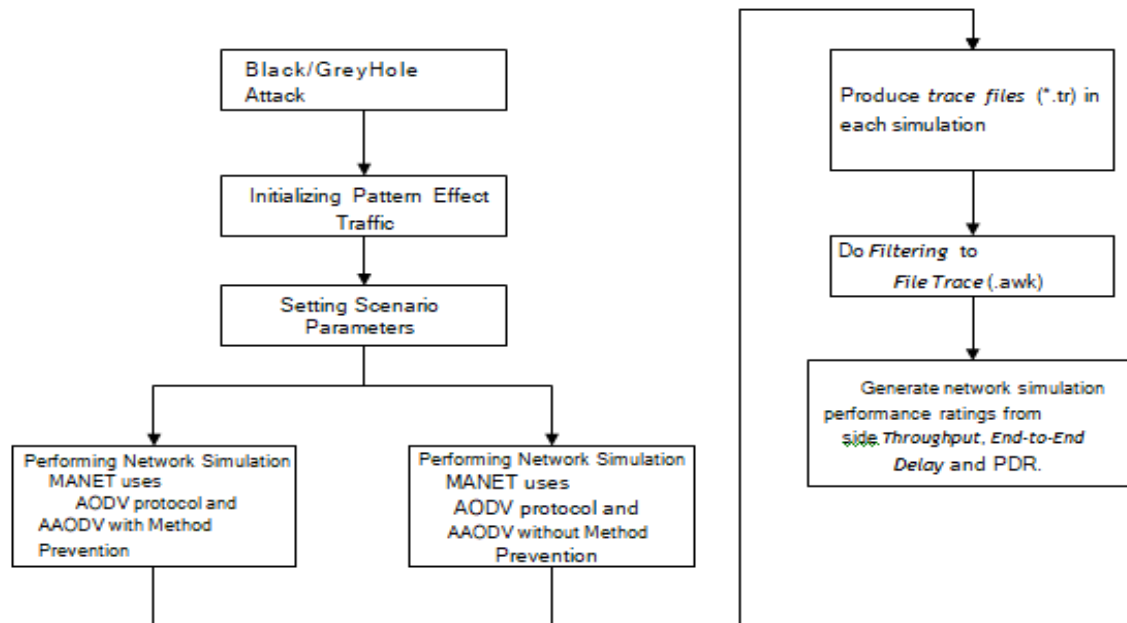 Black/GreyHole
Attack
Initializing Pattern Effect
Traffic
Setting Scenario
Parameters
Performing Network Simulation
MANET uses
AODV protocol and
AAODV with Method
Prevention
Performing Network Simulation
MANET uses
AODV protocol and
AAODV without Method
Prevention
Produce trace files (*.tr) in
each simulation
Do Filtering to
File Trace (.awk)
Generate network simulation
performance ratings from
side Throughput, End-to-End
Delay and PDR.